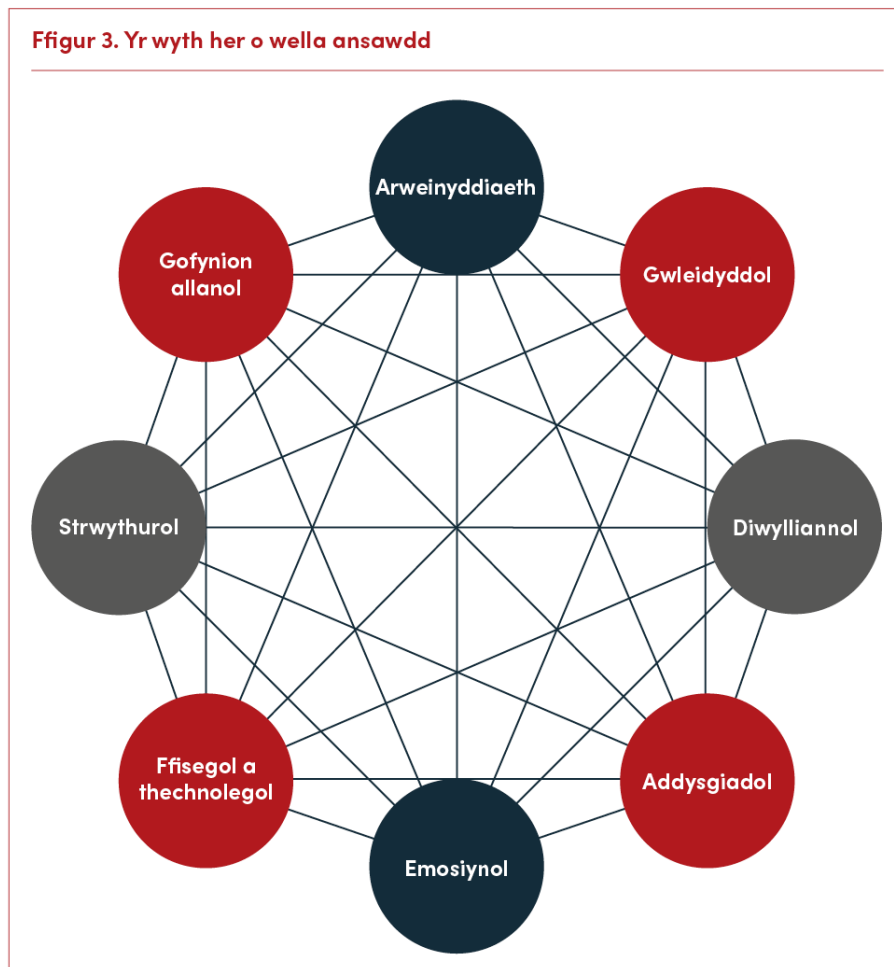 Ffigur 3. Yr wyth her o wella ansawdd
Arweinyddiaeth
Gofynion
allanol
Gwleidyddol
Strwythurol
Diwylliannol
Ffisegol a
thechnolegol
Addysgiadol
Emosiynol